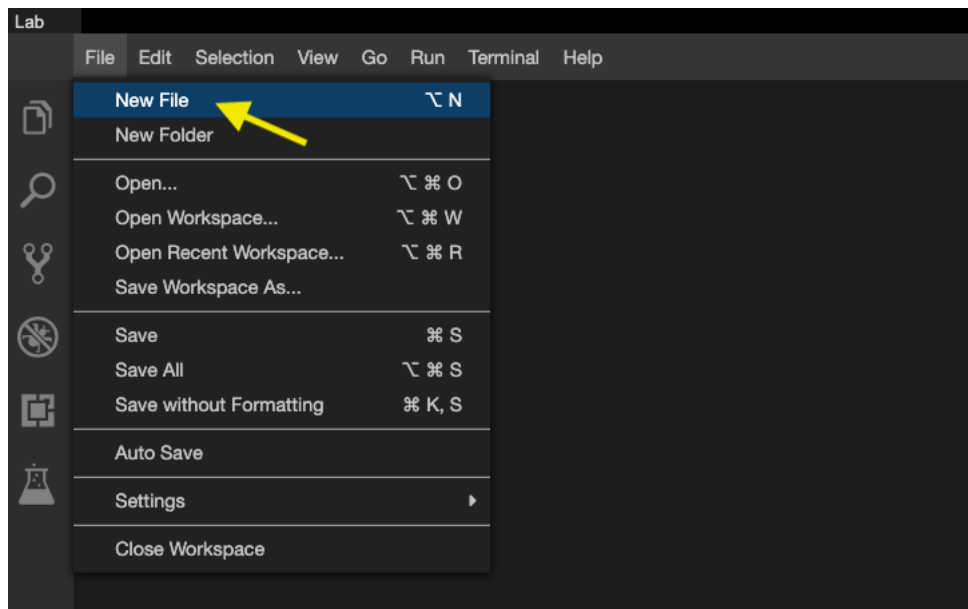 Lab
File Edit Selection View Go Run Terminal Help
New File ⌥ N
New Folder
Open... ⌥ ⌘ O
Open Workspace... ⌥ ⌘ W
Open Recent Workspace... ⌥ ⌘ R
Save Workspace As...
Save ⌘ S
Save All ⌥ ⌘ S
Save without Formatting ⌘ K, S
Auto Save
Settings
Close Workspace